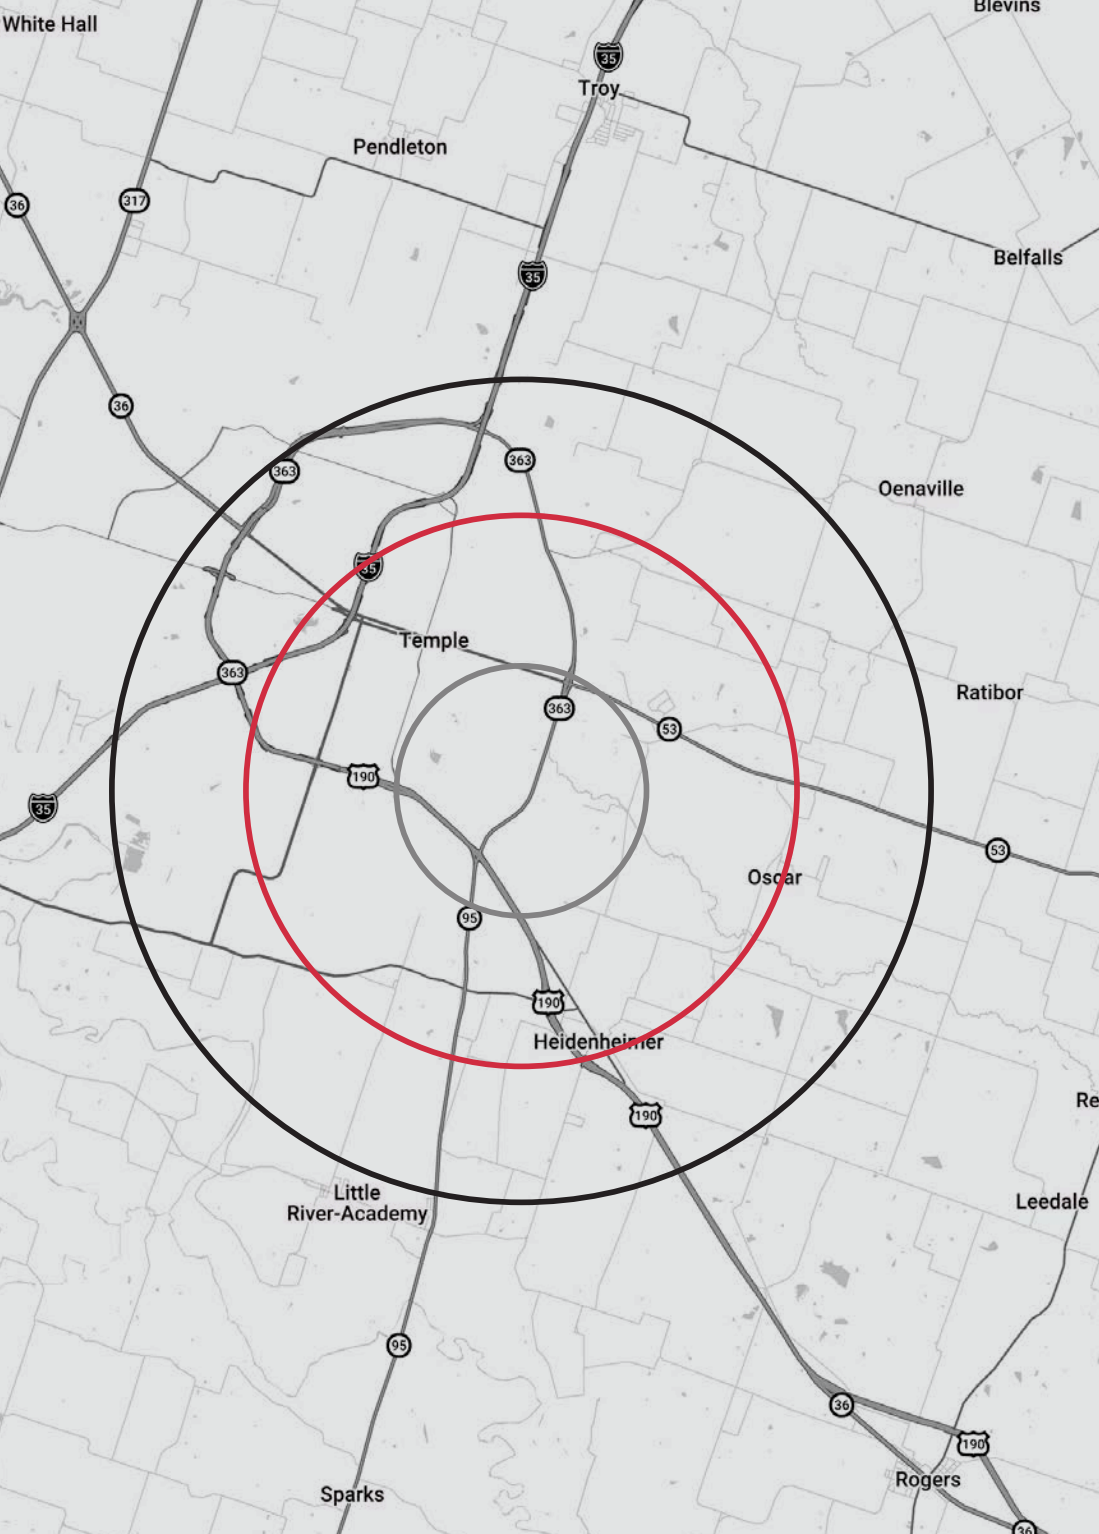 Blevins
White Hall
35
Troy
Pendleton
36
317
Belfalls
35
36
363
363
Oenaville
35
Temple
363
Ratibor
363
53
190
35
53
Oscar
95
190
Heidenheimer
Re
190
Little
River-Academy
Leedale
95
36
190
Rogers
Sparks
36